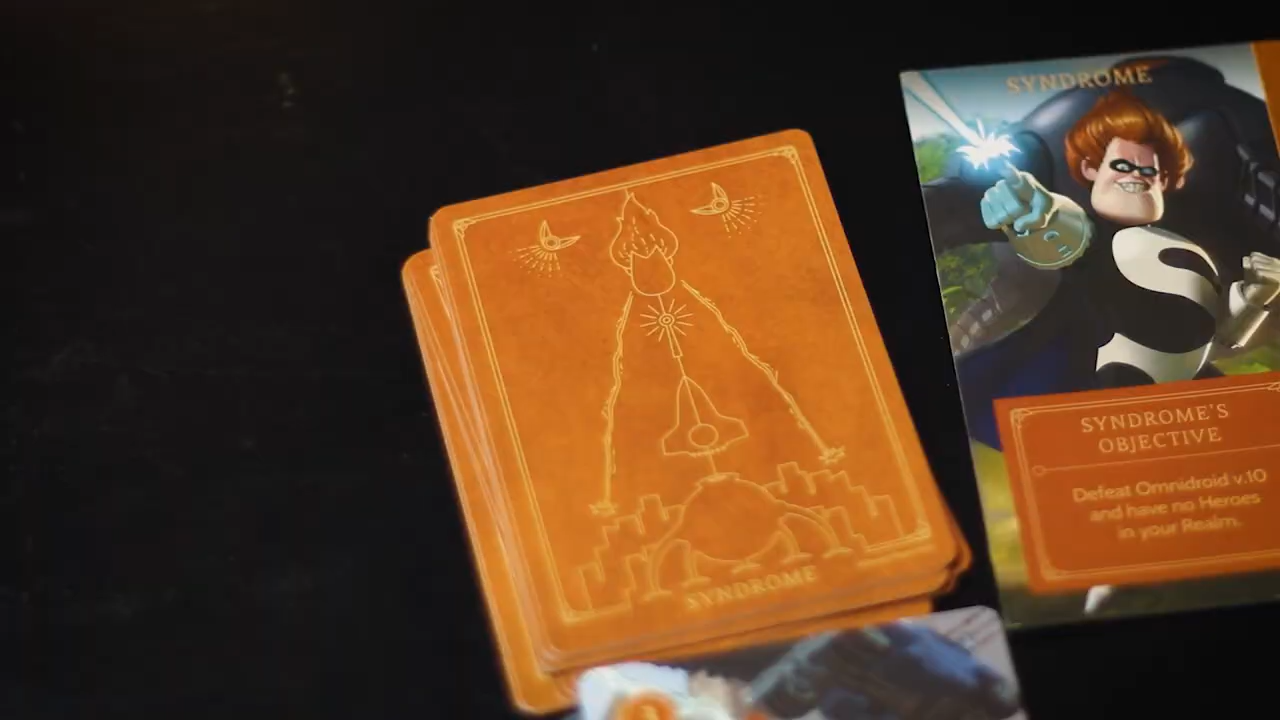 SYNDROME
SYNDROME'S
OBJECTIVE
Defeat Omnidroid v.10
and have no Heroes
in your Realm.
SYNDROME